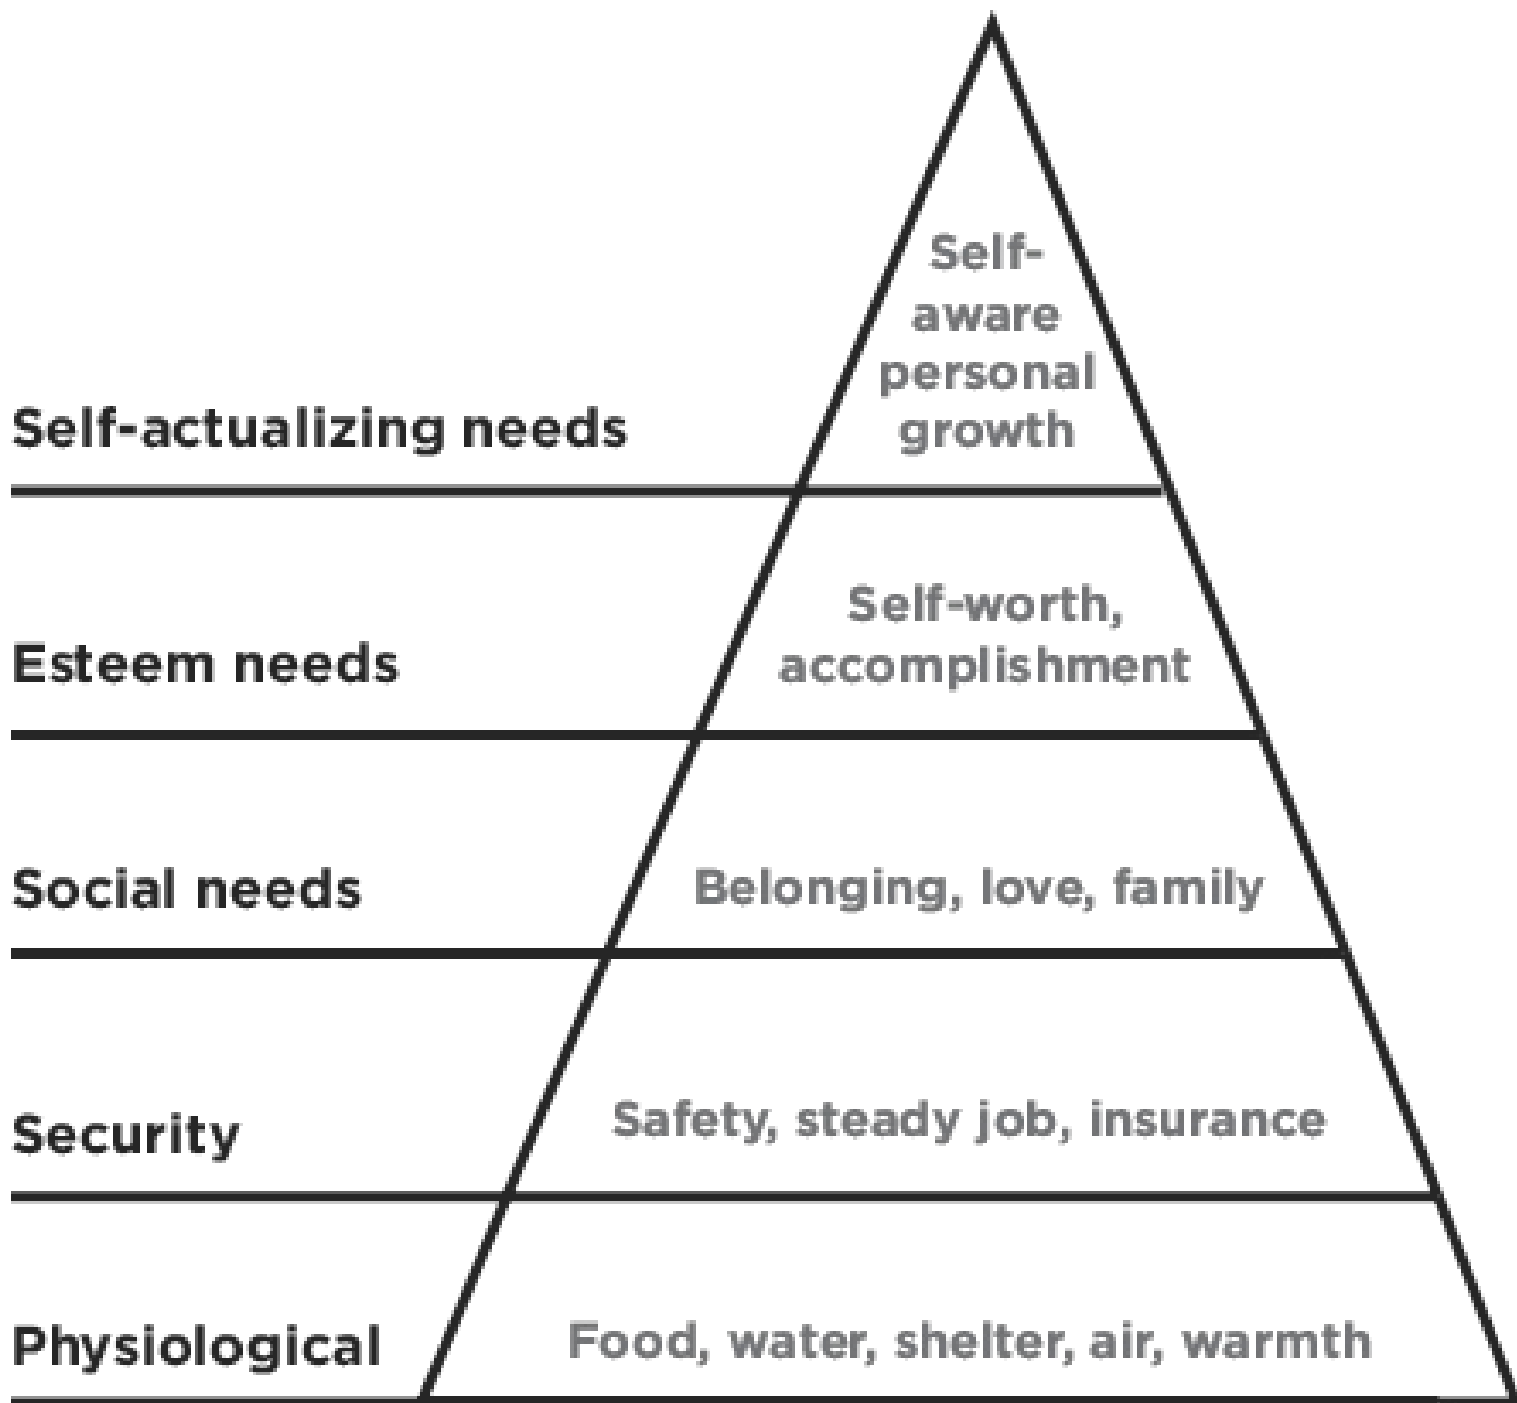 Self-
aware
personal
growth
Self-actualizing needs
Self-worth,
accomplishment
Esteem needs
Belonging, love, family
Social needs
Safety, steady job, insurance
Security
Food, water, shelter, air, warmth
Physiological